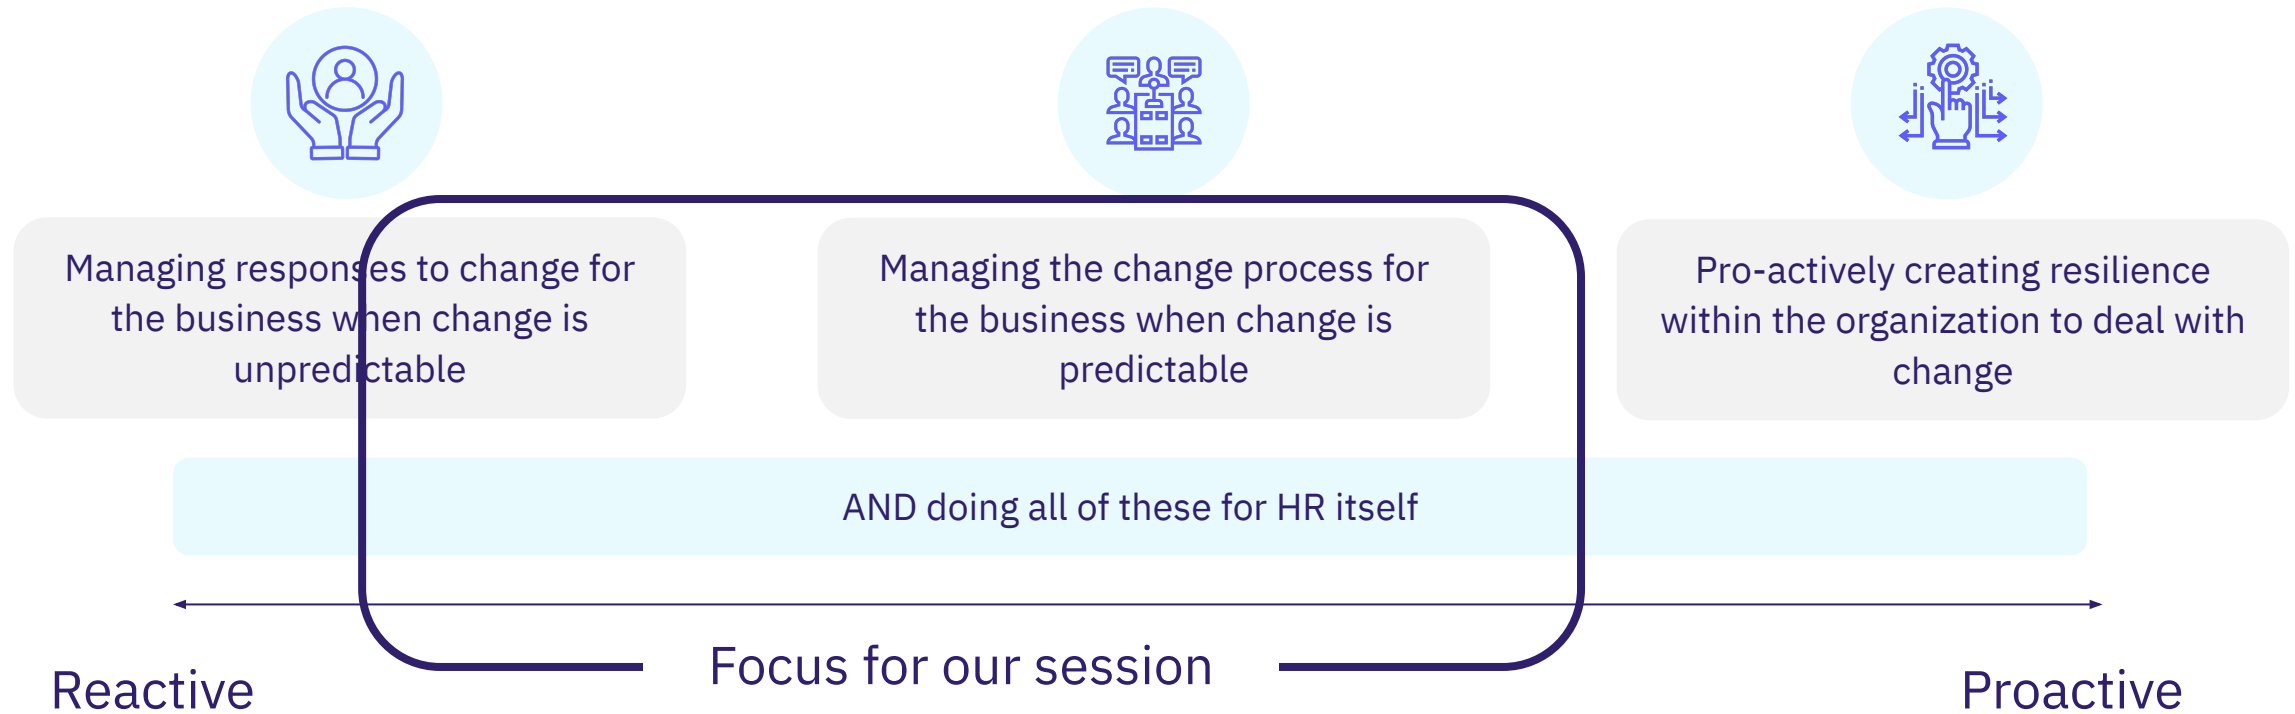 Managing responses to change for
the business when change is
unpredictable
Managing the change process for
the business when change is
predictable
Pro-actively creating resilience
within the organization to deal with
change
AND doing all of these for HR itself
Focus for our session
Reactive
Proactive